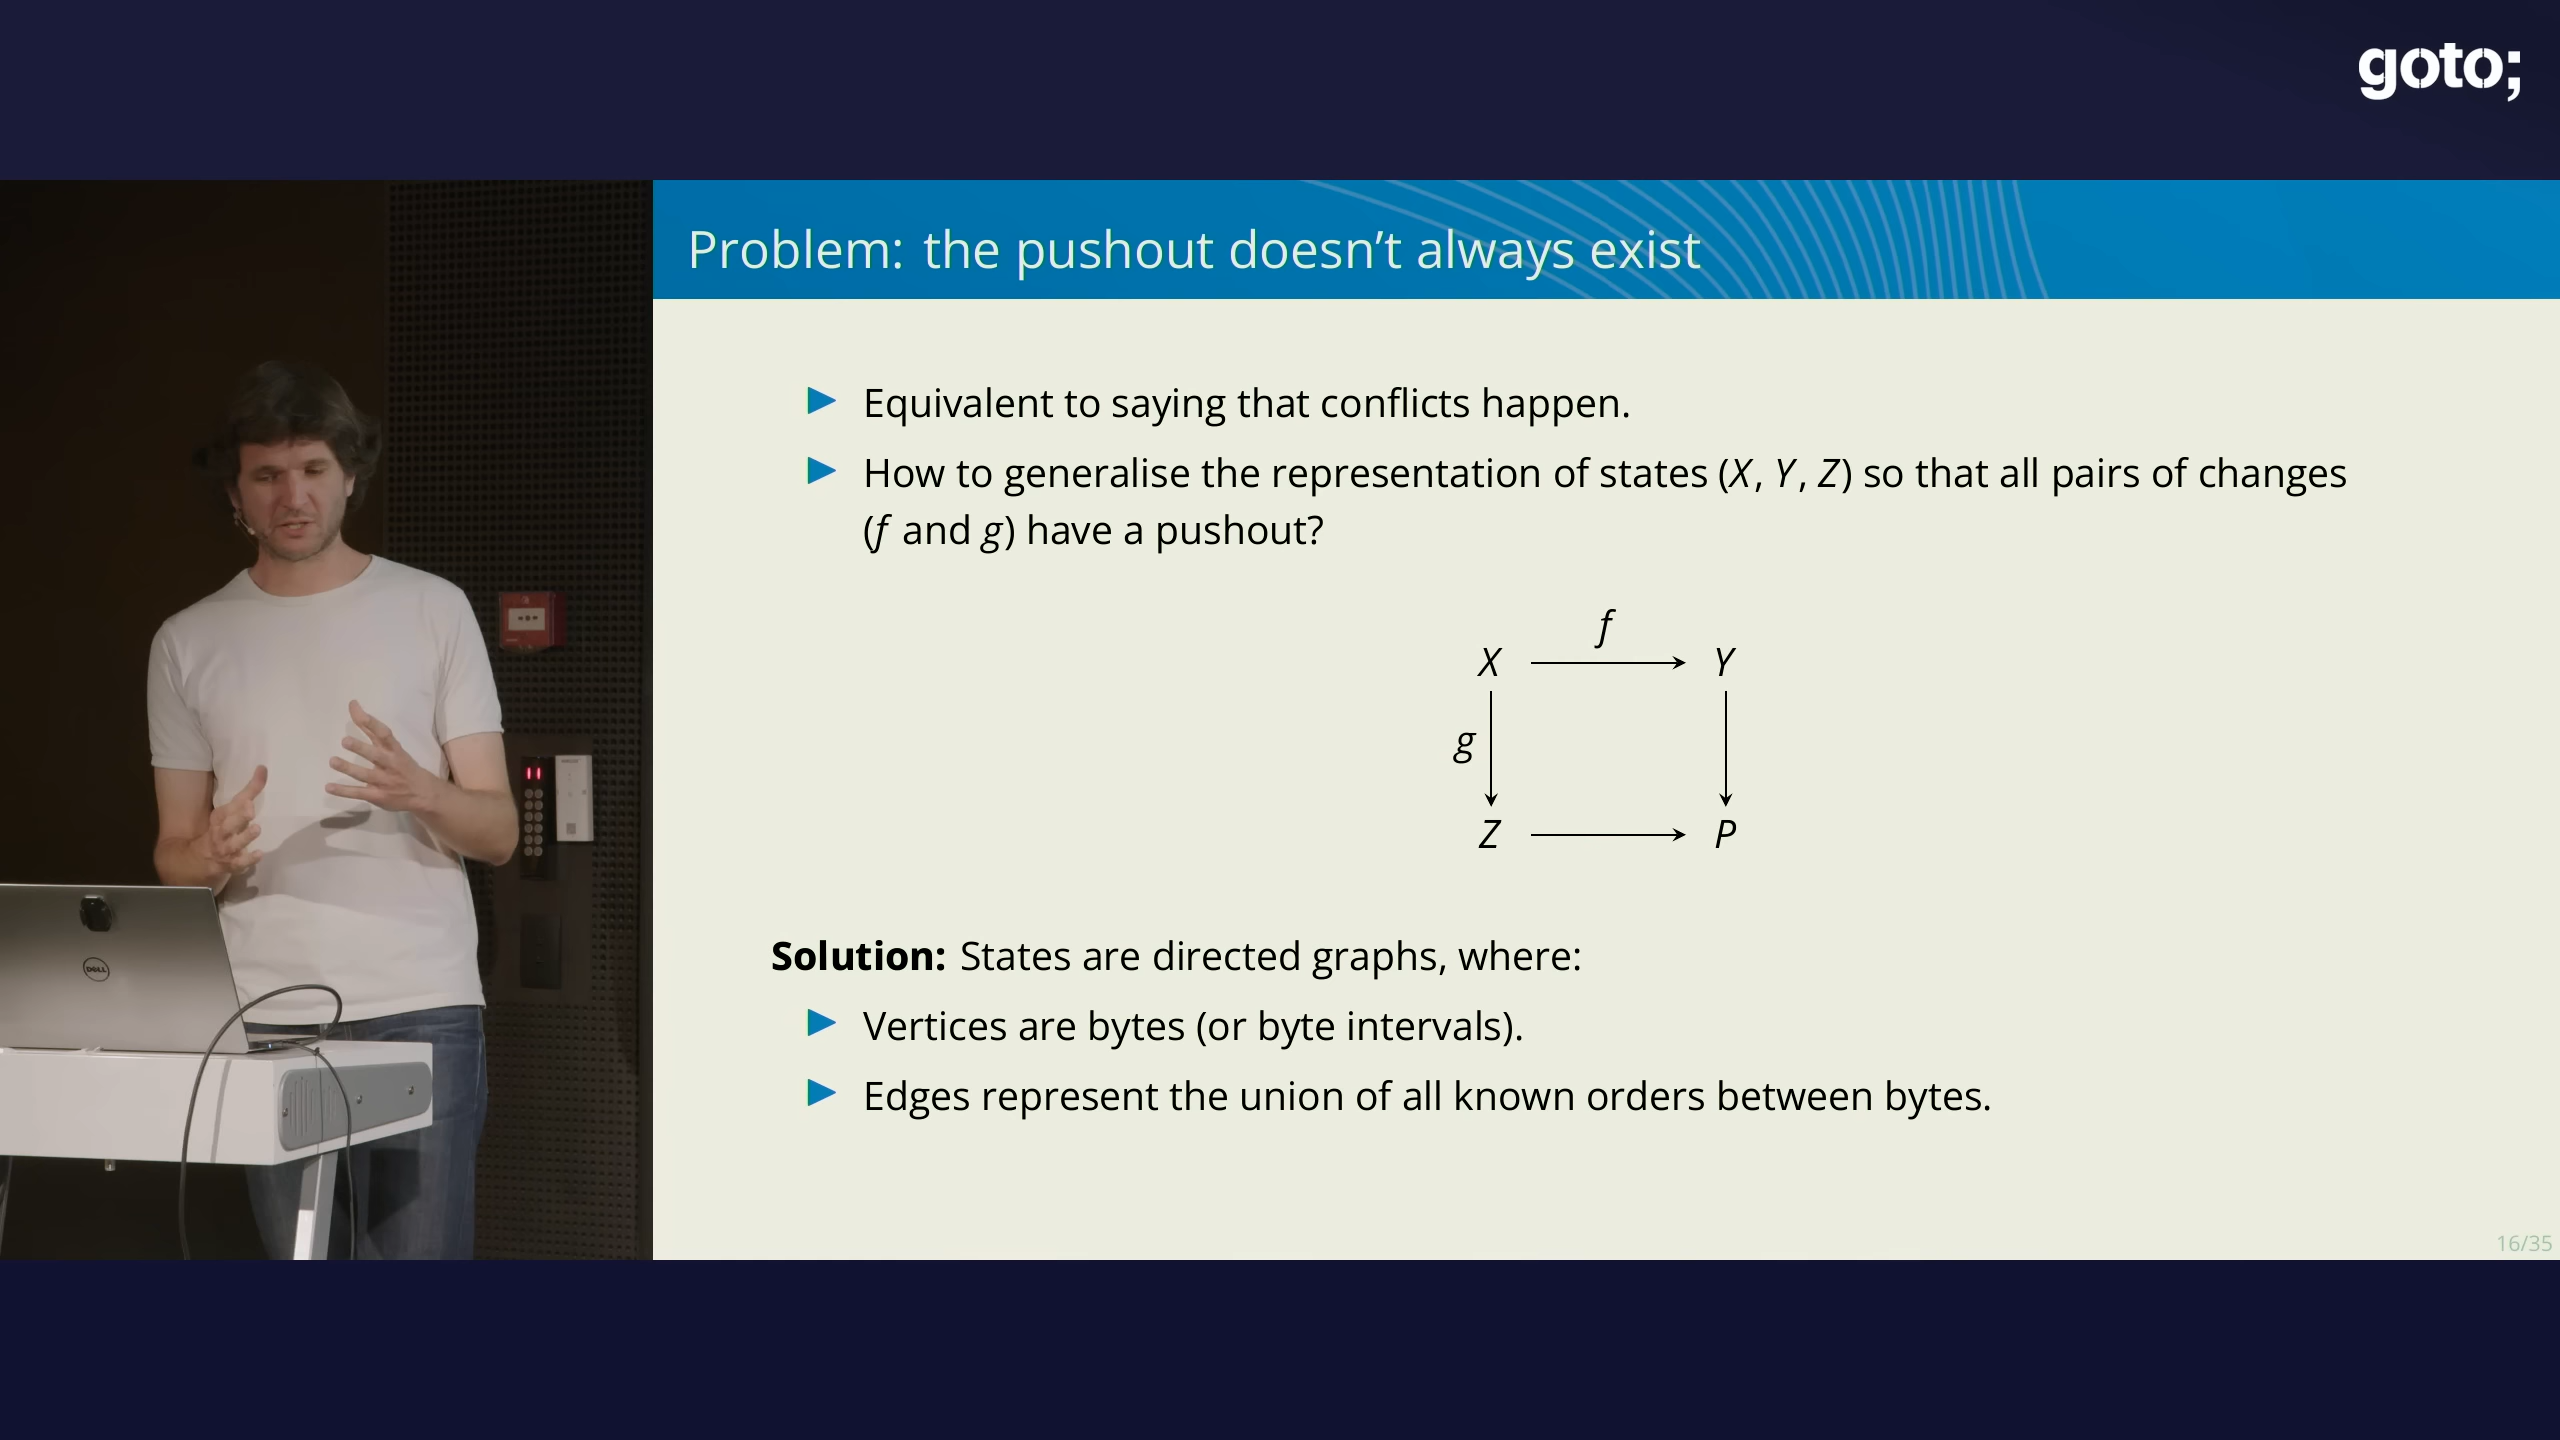 goto;
Problem: the pushout doesn't always exist
Equivalent to saying that conflicts happen.
How to generalise the representation of states (X, Y, Z) so that all pairs of changes
(f and g) have a pushout?
f
X Y
g
Z P
Solution: States are directed graphs, where:
Vertices are bytes (or byte intervals).
Edges represent the union of all known orders between bytes.
DELL
16/35